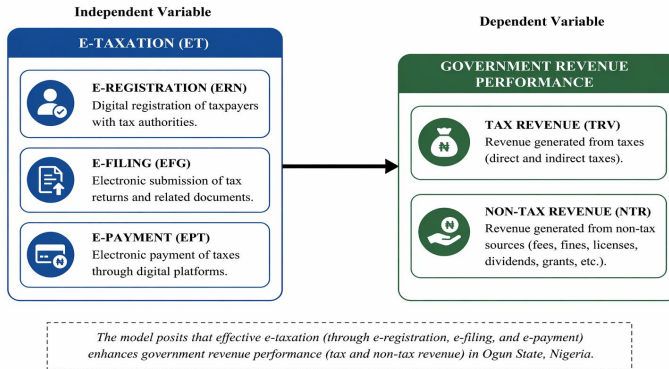 Independent Variable
E-TAXATION (ET)
E-REGISTRATION (ERN)
Digital registration of taxpayers
with tax authorities.
E-FILING (EFG)
Electronic submission of tax
returns and related documents.
E-PAYMENT (EPT)
Electronic payment of taxes
through digital platforms.
₦
Dependent Variable
GOVERNMENT REVENUE
PERFORMANCE
₦
TAX REVENUE (TRV)
Revenue generated from taxes
(direct and indirect taxes).
₦
NON-TAX REVENUE (NTR)
Revenue generated from non-tax
sources (fees, fines, licenses,
dividends, grants, etc.).
The model posits that effective e-taxation (through e-registration, e-filing, and e-payment)
enhances government revenue performance (tax and non-tax revenue) in Ogun State, Nigeria.